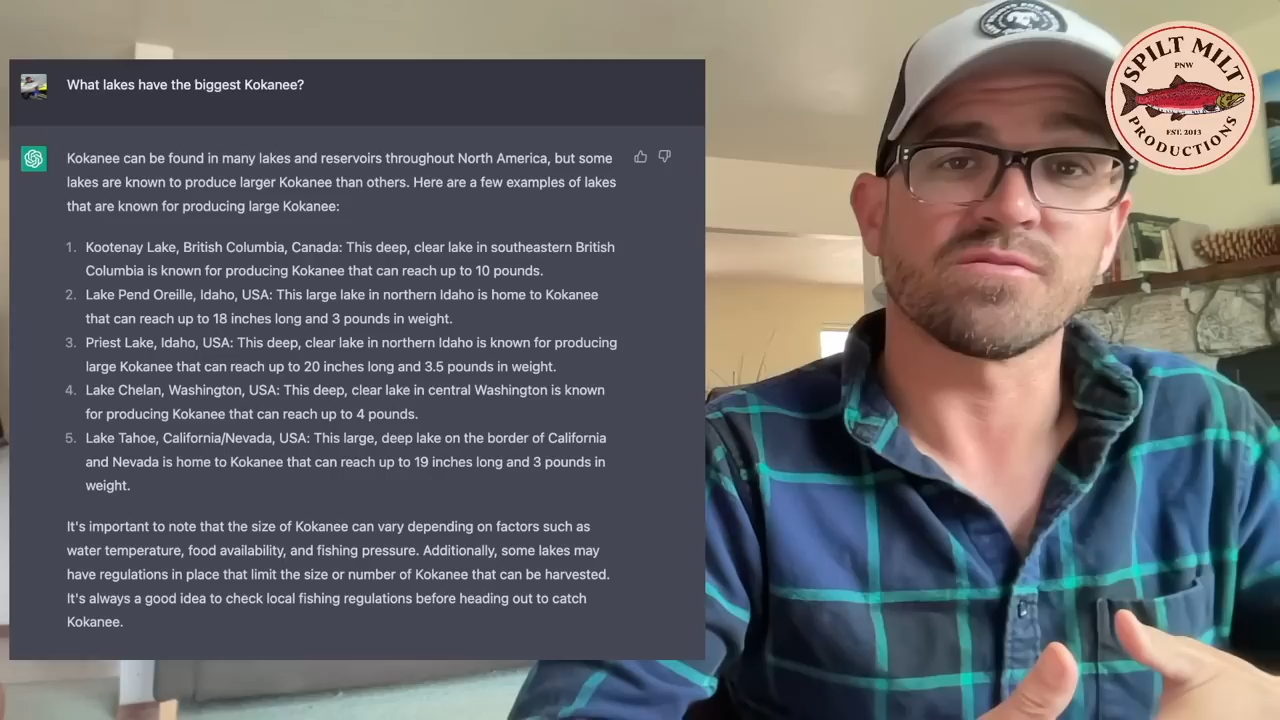 What lakes have the biggest Kokanee?
Kokanee can be found in many lakes and reservoirs throughout North America, but some
lakes are known to produce larger Kokanee than others. Here are a few examples of lakes
that are known for producing large Kokanee:
1. Kootenay Lake, British Columbia, Canada: This deep, clear lake in southeastern British
Columbia is known for producing Kokanee that can reach up to 10 pounds.
2. Lake Pend Oreille, Idaho, USA: This large lake in northern Idaho is home to Kokanee
that can reach up to 18 inches long and 3 pounds in weight.
3. Priest Lake, Idaho, USA: This deep, clear lake in northern Idaho is known for producing
large Kokanee that can reach up to 20 inches long and 3.5 pounds in weight.
4. Lake Chelan, Washington, USA: This deep, clear lake in central Washington is known
for producing Kokanee that can reach up to 4 pounds.
5. Lake Tahoe, California/Nevada, USA: This large, deep lake on the border of California
and Nevada is home to Kokanee that can reach up to 19 inches long and 3 pounds in
weight.
It's important to note that the size of Kokanee can vary depending on factors such as
water temperature, food availability, and fishing pressure. Additionally, some lakes may
have regulations in place that limit the size or number of Kokanee that can be harvested.
It's always a good idea to check local fishing regulations before heading out to catch
Kokanee.
SPILT MILT
PNW
EST. 2013
PRODUCTIONS